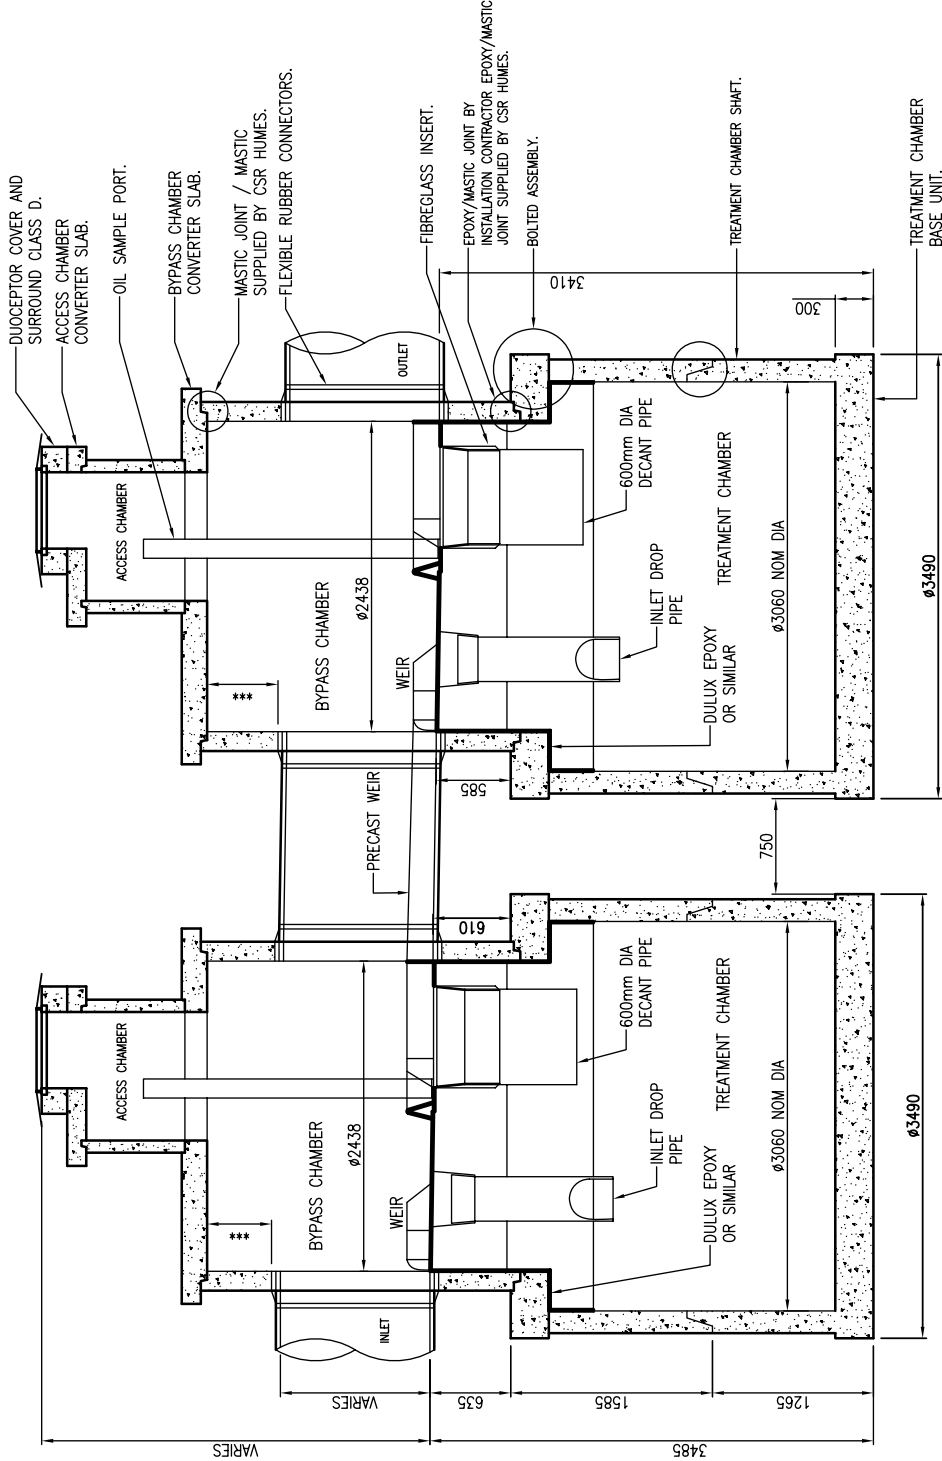 DUOCEPTOR COVER AND
SURROUND CLASS D.
ACCESS CHAMBER
CONVERTER SLAB.
OIL SAMPLE PORT.
BYPASS CHAMBER
CONVERTER SLAB.
MASTIC JOINT / MASTIC
SUPPLIED BY CSR HUMES.
FLEXIBLE RUBBER CONNECTORS.
FIBREGLASS INSERT.
EPOXY/MASTIC JOINT BY
INSTALLATION CONTRACTOR EPOXY/MASTIC
JOINT SUPPLIED BY CSR HUMES.
BOLTED ASSEMBLY.
TREATMENT CHAMBER SHAFT.
TREATMENT CHAMBER
BASE UNIT.
ACCESS CHAMBER
BYPASS CHAMBER
ø2438
***
WEIR
OUTLET
600mm DIA
DECANT PIPE
INLET DROP
PIPE
DULUX EPOXY
OR SIMILAR
TREATMENT CHAMBER
ø3060 NOM DIA
ø3490
3410
300
585
PRECAST WEIR
750
610
ACCESS CHAMBER
BYPASS CHAMBER
ø2438
***
WEIR
INLET
600mm DIA
DECANT PIPE
INLET DROP
PIPE
DULUX EPOXY
OR SIMILAR
TREATMENT CHAMBER
ø3060 NOM DIA
ø3490
VARIES
VARIES
635
1585
1265
3485